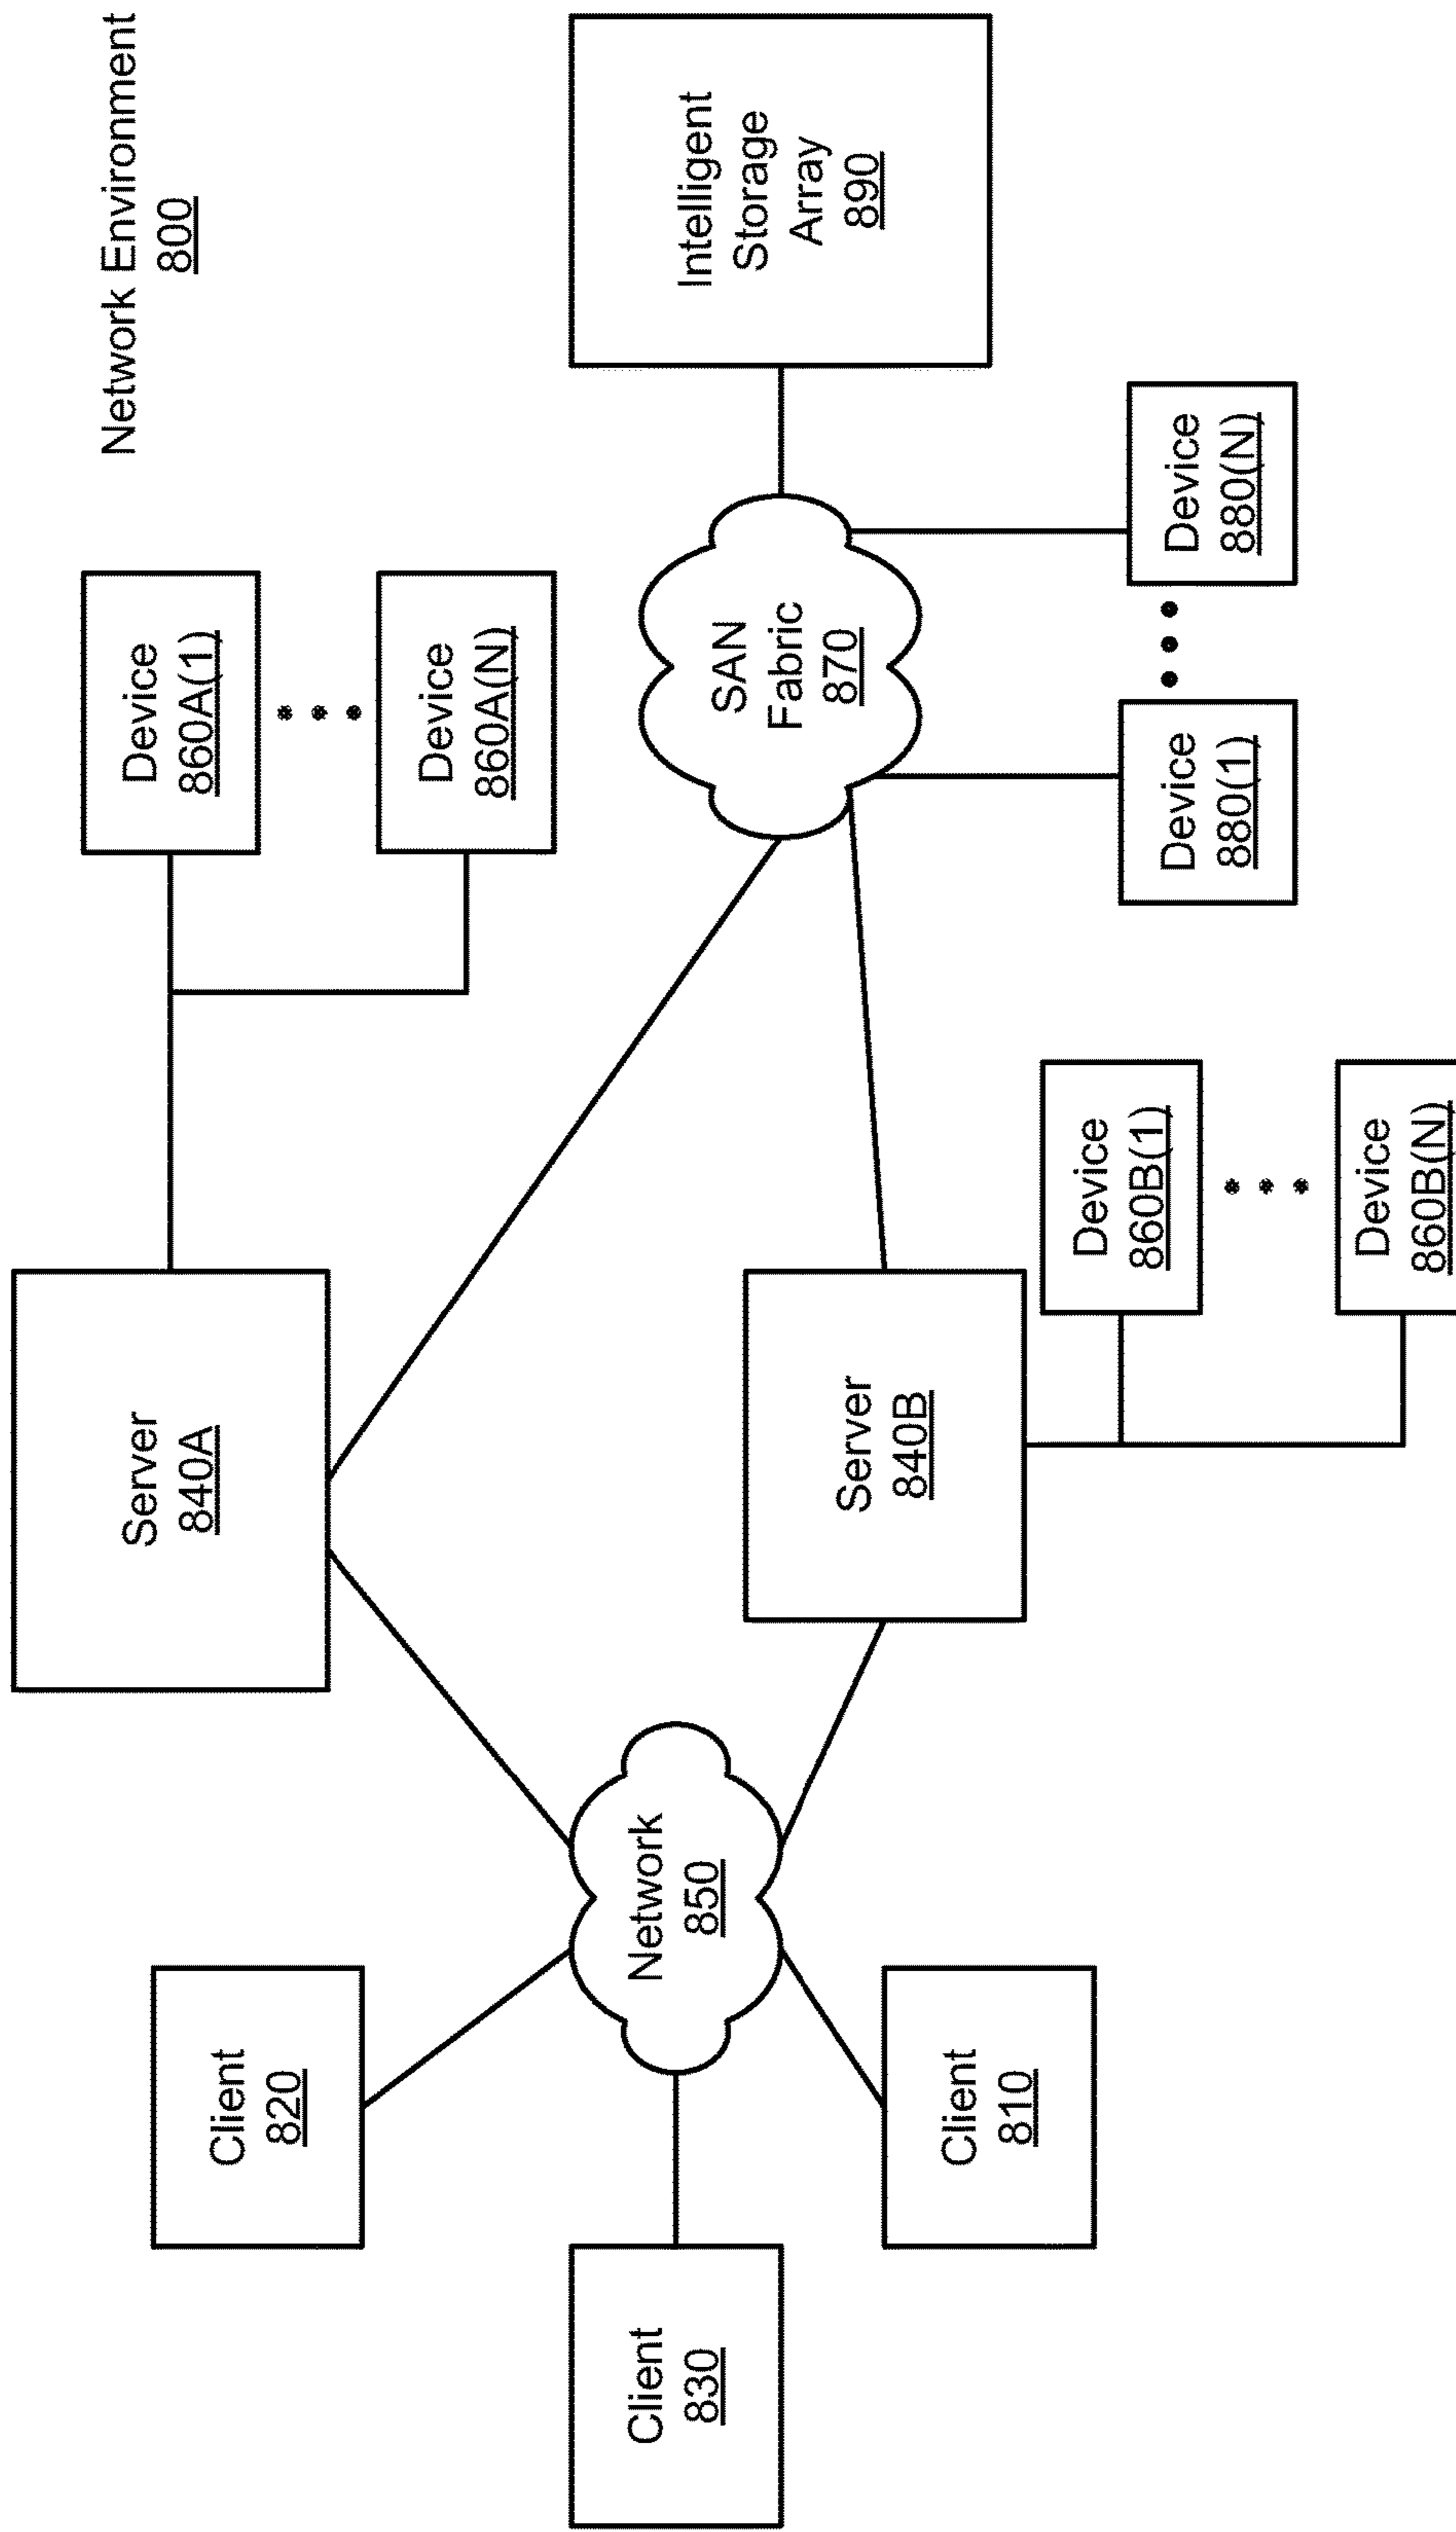 Network Environment
800
Client
820
Client
830
Client
810
Network
850
Server
840A
Server
840B
Device
860A(1)
Device
860A(N)
Device
860B(1)
Device
860B(N)
SAN
Fabric
870
Device
880(1)
Device
880(N)
Intelligent
Storage
Array
890